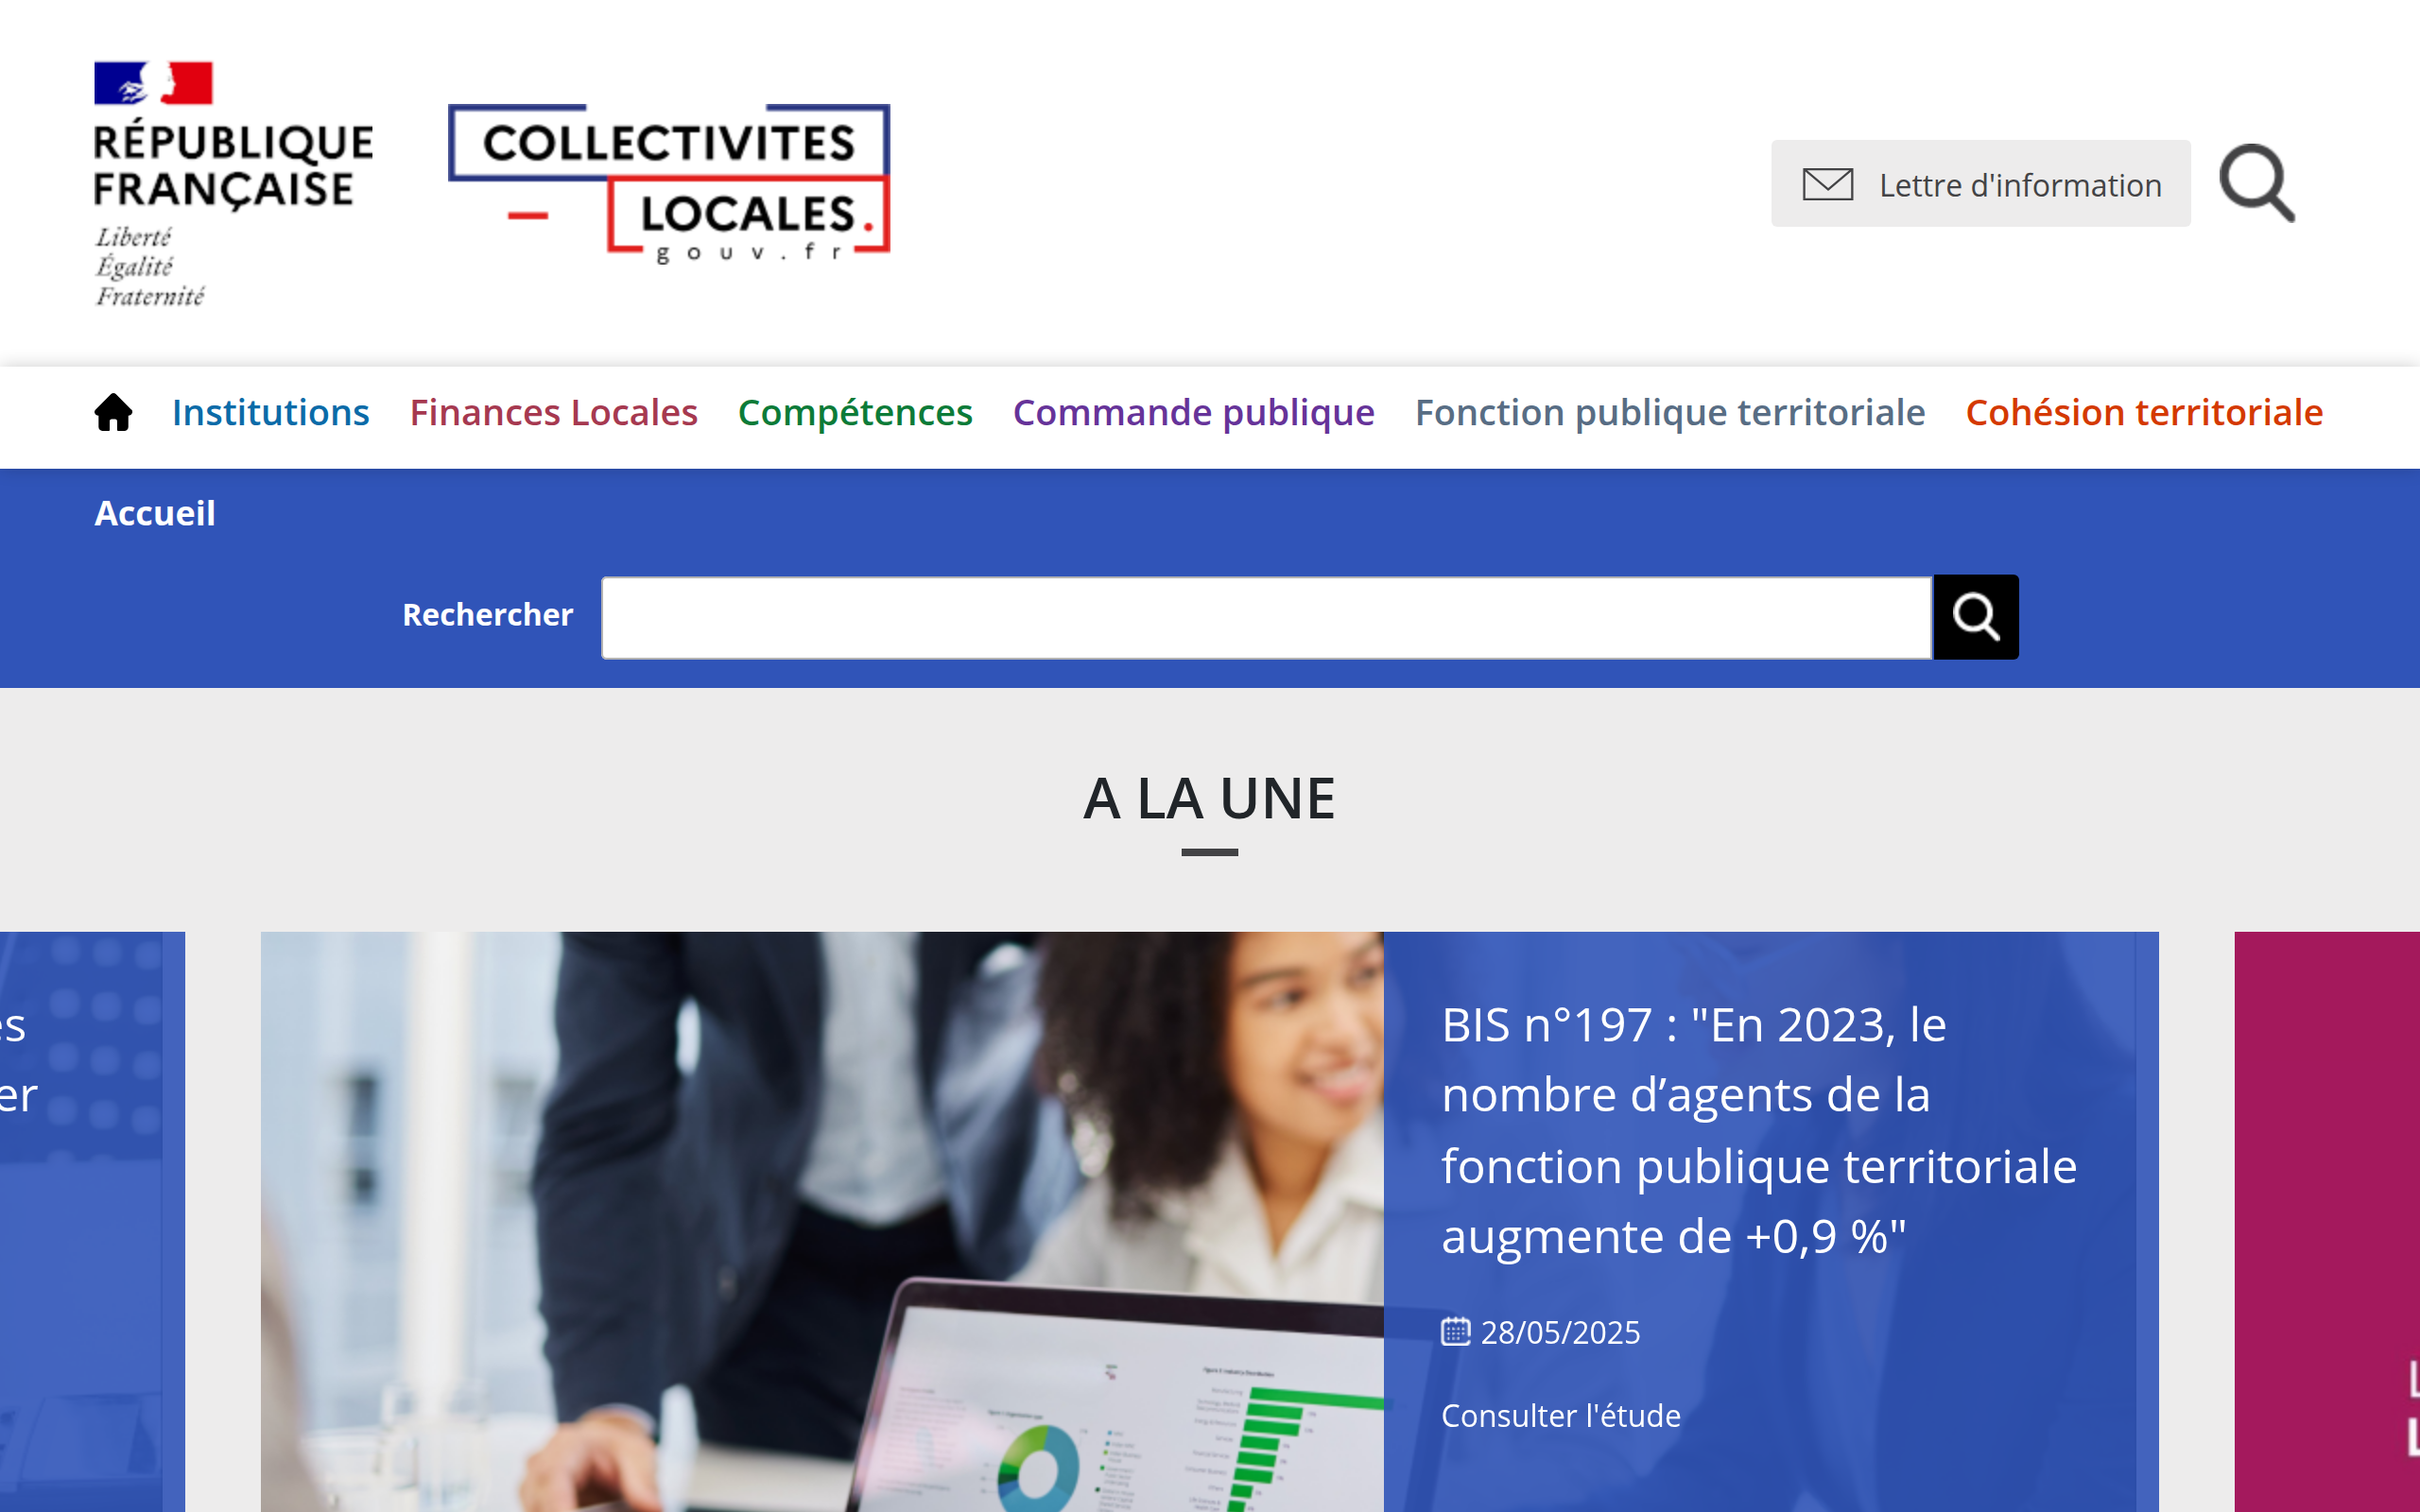 RÉPUBLIQUE
FRANÇAISE
Liberté
Égalité
Fraternité
COLLECTIVITES
LOCALES.
gouv.fr
Lettre d'information
Institutions Finances Locales Compétences Commande publique Fonction publique territoriale Cohésion territoriale
Accueil
Rechercher
A LA UNE
BIS n°197 : "En 2023, le
nombre d’agents de la
fonction publique territoriale
augmente de +0,9 %"
28/05/2025
Consulter l'étude